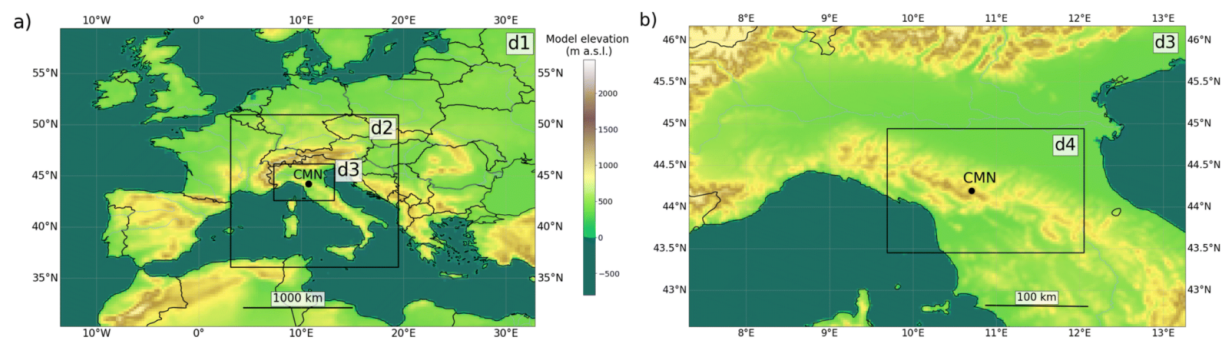 a)
10°W 0° 10°E 20°E 30°E
d1
Model elevation
(m a.s.l.)
55°N 55°N
50°N 50°N
d2
d3
CMN
45°N 45°N
40°N 40°N
35°N 35°N
1000 km
10°W 0° 10°E 20°E 30°E
2000
1500
1000
500
0
−500
b)
8°E 9°E 10°E 11°E 12°E 13°E
d3
46°N 46°N
45.5°N 45.5°N
45°N 45°N
d4
44.5°N 44.5°N
CMN
44°N 44°N
43.5°N 43.5°N
43°N 43°N
100 km
8°E 9°E 10°E 11°E 12°E 13°E